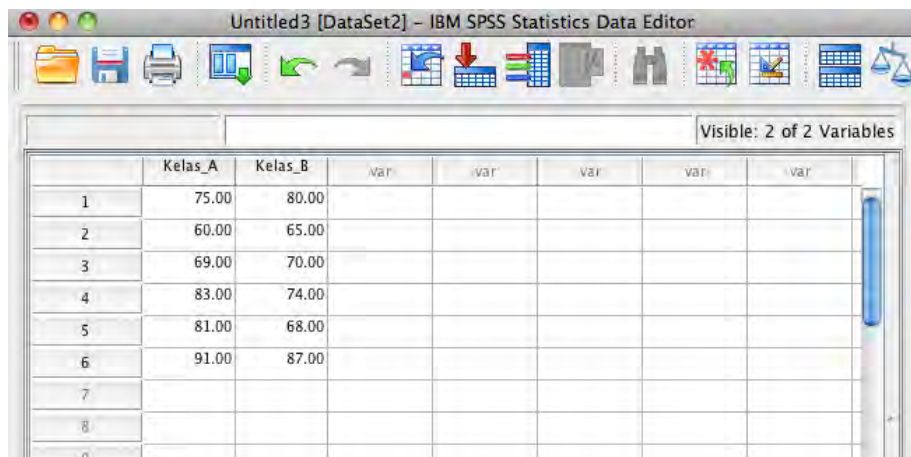 Untitled3 [DataSet2] – IBM SPSS Statistics Data Editor
Visible: 2 of 2 Variables
Kelas_A Kelas_B var var var var var
1 75.00 80.00
2 60.00 65.00
3 69.00 70.00
4 83.00 74.00
5 81.00 68.00
6 91.00 87.00
7
8